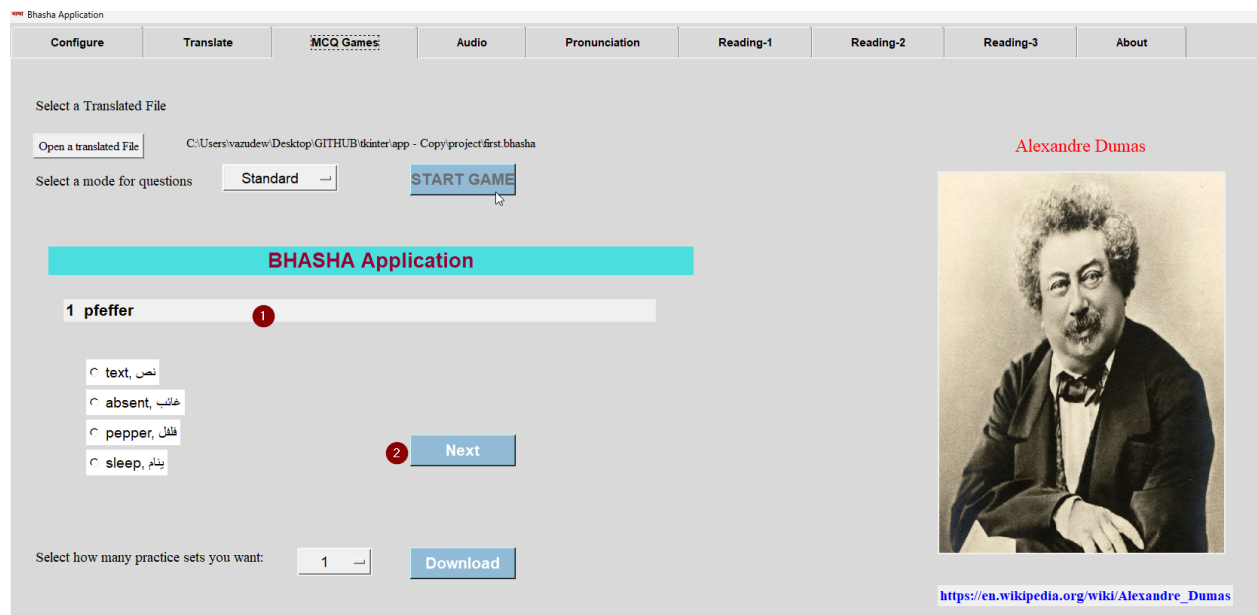 भाषा Bhasha Application
Configure Translate MCQ Games Audio Pronunciation Reading-1 Reading-2 Reading-3 About
Select a Translated File
Open a translated File C:\Users\vazudew\Desktop\GITHUB\tkinter\app - Copy\project\first.bhasha
Alexandre Dumas
Select a mode for questions Standard START GAME
BHASHA Application
1 pfeffer 1
text, نص
absent, غائب
pepper, فلفل
2 Next
sleep, ينام
Select how many practice sets you want: 1 Download
https://en.wikipedia.org/wiki/Alexandre_Dumas